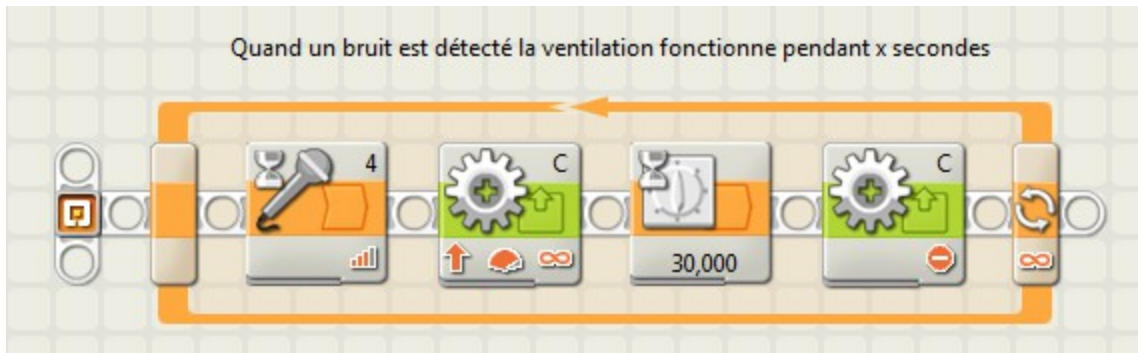 Quand un bruit est détecté la ventilation fonctionne pendant x secondes
4
C
30,000
C